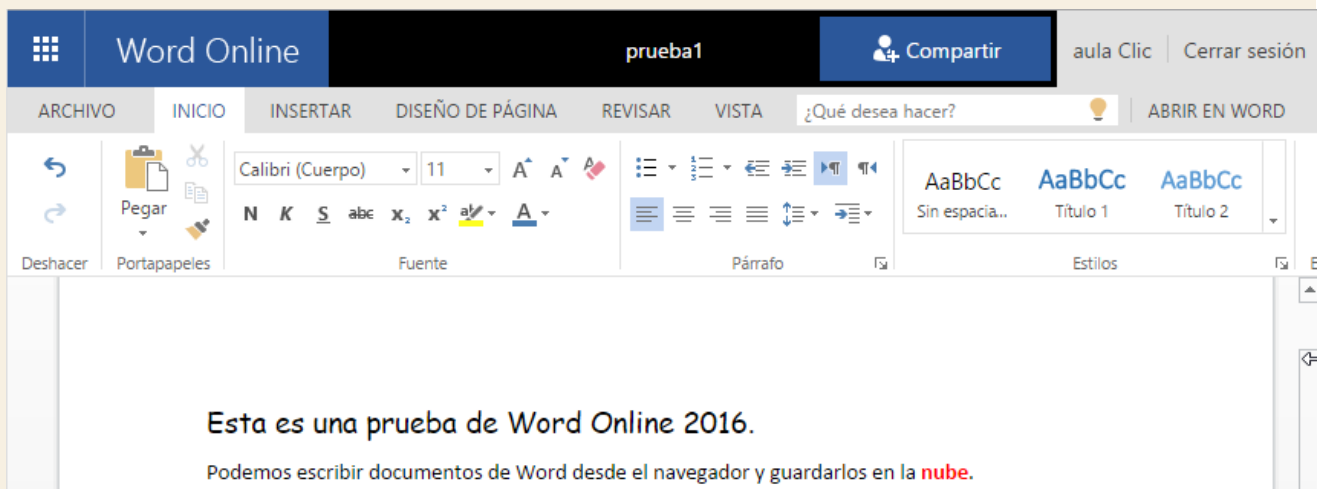 Word Online prueba1 Compartir aula Clic Cerrar sesión
ARCHIVO INICIO INSERTAR DISEÑO DE PÁGINA REVISAR VISTA ¿Qué desea hacer? ABRIR EN WORD
Pegar
Calibri (Cuerpo) 11
N K S abc x₂ x² ab A
AaBbCc AaBbCc AaBbCc
Sin espacia... Título 1 Título 2
Deshacer Portapapeles Fuente Párrafo Estilos
Esta es una prueba de Word Online 2016.
Podemos escribir documentos de Word desde el navegador y guardarlos en la nube.